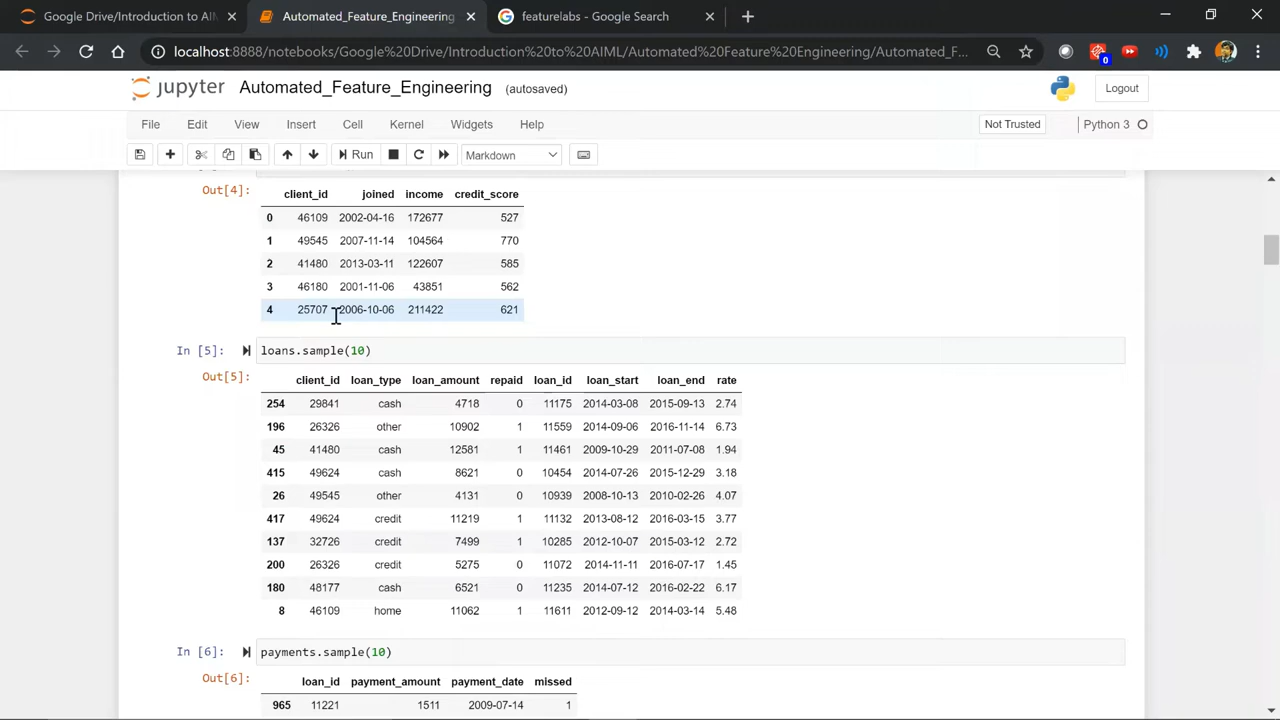 Google Drive/Introduction to AIM
Automated_Feature_Engineering
featurelabs - Google Search
localhost:8888/notebooks/Google%20Drive/Introduction%20to%20AIML/Automated%20Feature%20Engineering/Automated_F...
0
jupyter Automated_Feature_Engineering (autosaved)
Logout
File Edit View Insert Cell Kernel Widgets Help
Not Trusted
Python 3
Run
Markdown
Out[4]:
client_id joined income credit_score
0 46109 2002-04-16 172677 527
1 49545 2007-11-14 104564 770
2 41480 2013-03-11 122607 585
3 46180 2001-11-06 43851 562
4 25707 2006-10-06 211422 621
In [5]: loans.sample(10)
Out[5]:
client_id loan_type loan_amount repaid loan_id loan_start loan_end rate
254 29841 cash 4718 0 11175 2014-03-08 2015-09-13 2.74
196 26326 other 10902 1 11559 2014-09-06 2016-11-14 6.73
45 41480 cash 12581 1 11461 2009-10-29 2011-07-08 1.94
415 49624 cash 8621 0 10454 2014-07-26 2015-12-29 3.18
26 49545 other 4131 0 10939 2008-10-13 2010-02-26 4.07
417 49624 credit 11219 1 11132 2013-08-12 2016-03-15 3.77
137 32726 credit 7499 1 10285 2012-10-07 2015-03-12 2.72
200 26326 credit 5275 0 11072 2014-11-11 2016-07-17 1.45
180 48177 cash 6521 0 11235 2014-07-12 2016-02-22 6.17
8 46109 home 11062 1 11611 2012-09-12 2014-03-14 5.48
In [6]: payments.sample(10)
Out[6]:
loan_id payment_amount payment_date missed
965 11221 1511 2009-07-14 1